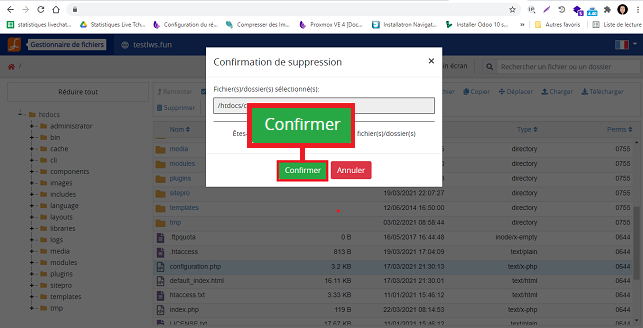 statistiques livechat...
Statistiques Live Tch...
Configuration du ré...
Compresser des Im...
Proxmox VE 4 [Doc...
Installatron Navigat...
Installer Odoo 10 s...
Autres favoris
Liste de lecture
Gestionnaire de fichiers
testlws.fun
Confirmation de suppression
×
écran
Rechercher un fichier ou un dossier
Réduire tout
Fichier(s)/dossier(s) sélectionné(s):
/htdocs/c
Remonter
Copier
Déplacer
Charger
Télécharger
Supprimer
Confirmer
fichier(s)/dossier(s)
Confirmer
Annuler
Nom
Type
Perms
htdocs
administrator
bin
cache
cli
components
images
includes
language
layouts
libraries
logs
media
modules
plugins
sitepro
templates
tmp
media directory 0755
modules directory 0755
plugins directory 0755
sitepro 19/03/2021 22:07:27 directory 0755
templates 12/06/2014 16:50:00 directory 0755
tmp 03/02/2021 08:56:44 directory 0755
.ftpquota 0 B 16/05/2017 16:44:48 inode/x-empty 0644
.htaccess 813 B 19/03/2021 17:04:09 text/plain 0644
configuration.php 3.2 KB 17/03/2021 21:30:13 text/x-php 0644
default_index.html 16.11 KB 17/03/2021 21:30:01 text/html 0644
htaccess.txt 3.33 KB 11/01/2021 15:46:12 text/plain 0644
index.php 119 B 22/03/2021 08:14:53 text/x-php 0644
LICENSE.txt 17.67 KB 11/01/2021 15:46:12 text/plain 0644